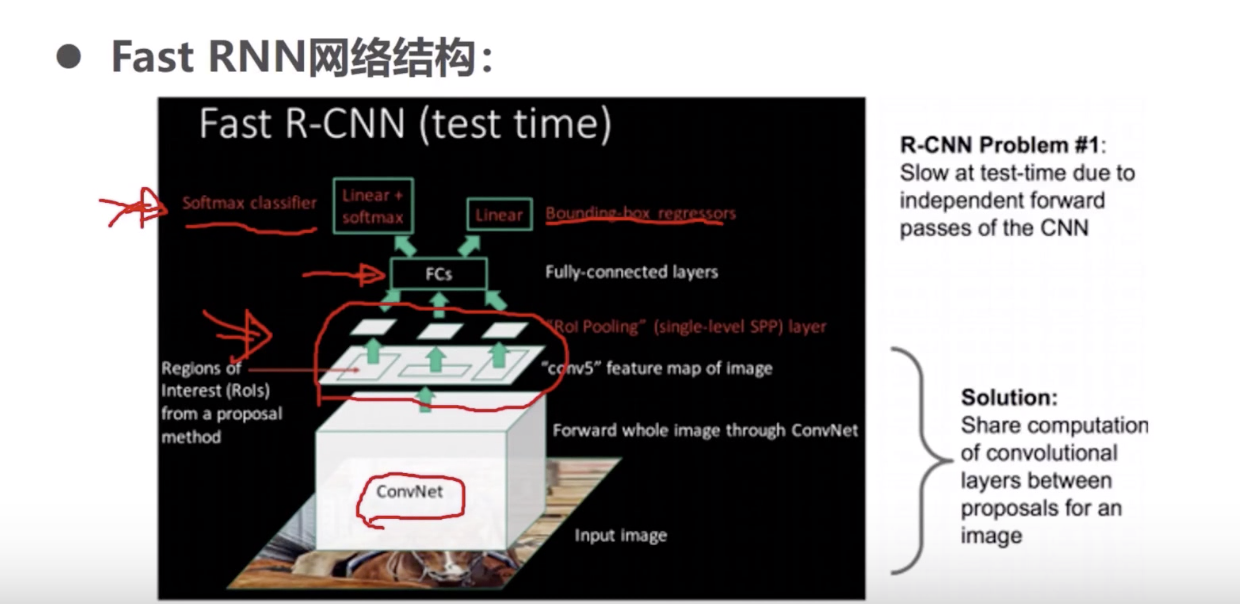 ● Fast RNN网络结构：
Fast R-CNN (test time)
Softmax classifier
Linear +
softmax
Linear
Bounding-box regressors
FCs
Fully-connected layers
"RoI Pooling" (single-level SPP) layer
Regions of
Interest (RoIs)
from a proposal
method
"conv5" feature map of image
Forward whole image through ConvNet
ConvNet
Input image
R-CNN Problem #1:
Slow at test-time due to
independent forward
passes of the CNN
Solution:
Share computation
of convolutional
layers between
proposals for an
image